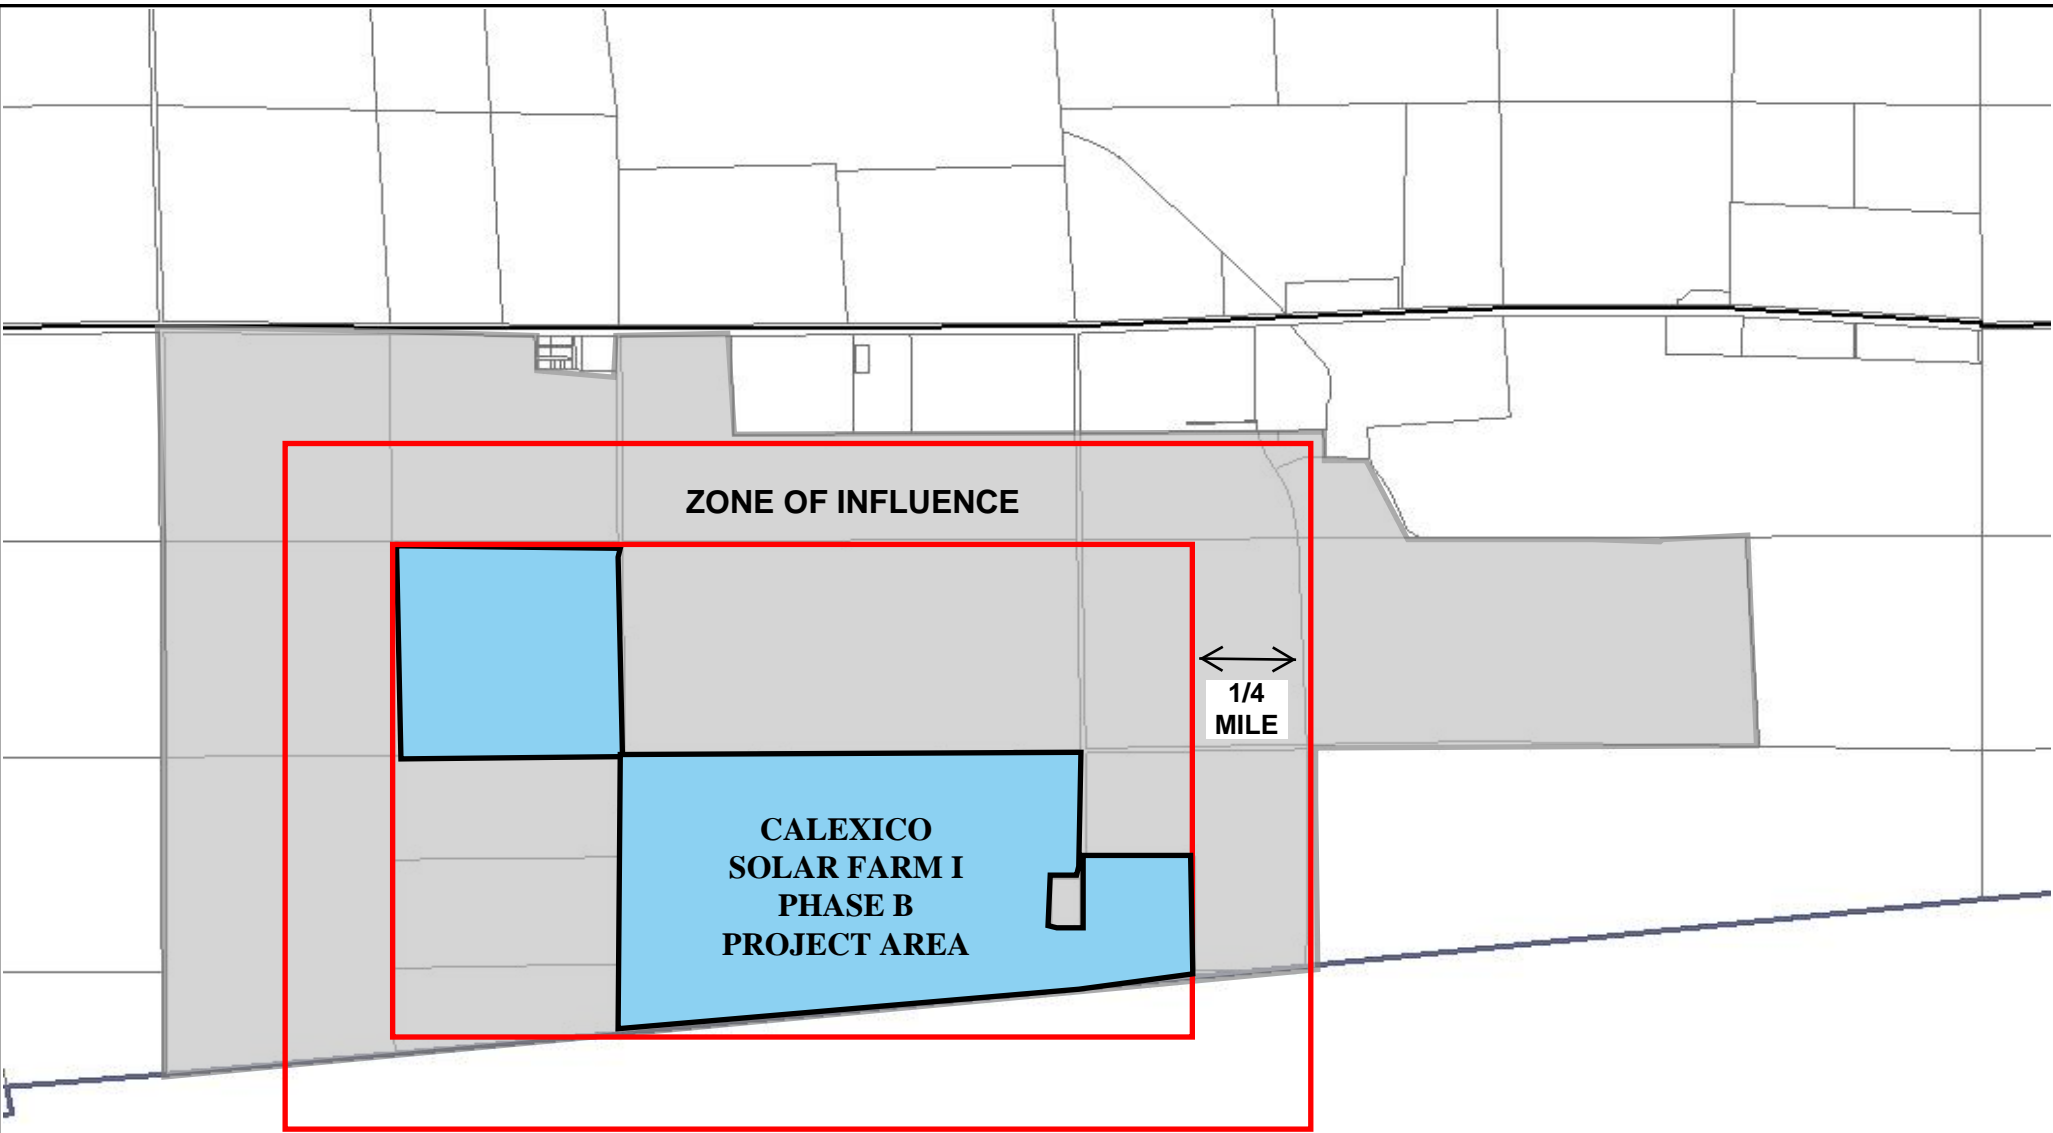 ZONE OF INFLUENCE
1/4
MILE
CALEXICO
SOLAR FARM I
PHASE B
PROJECT AREA